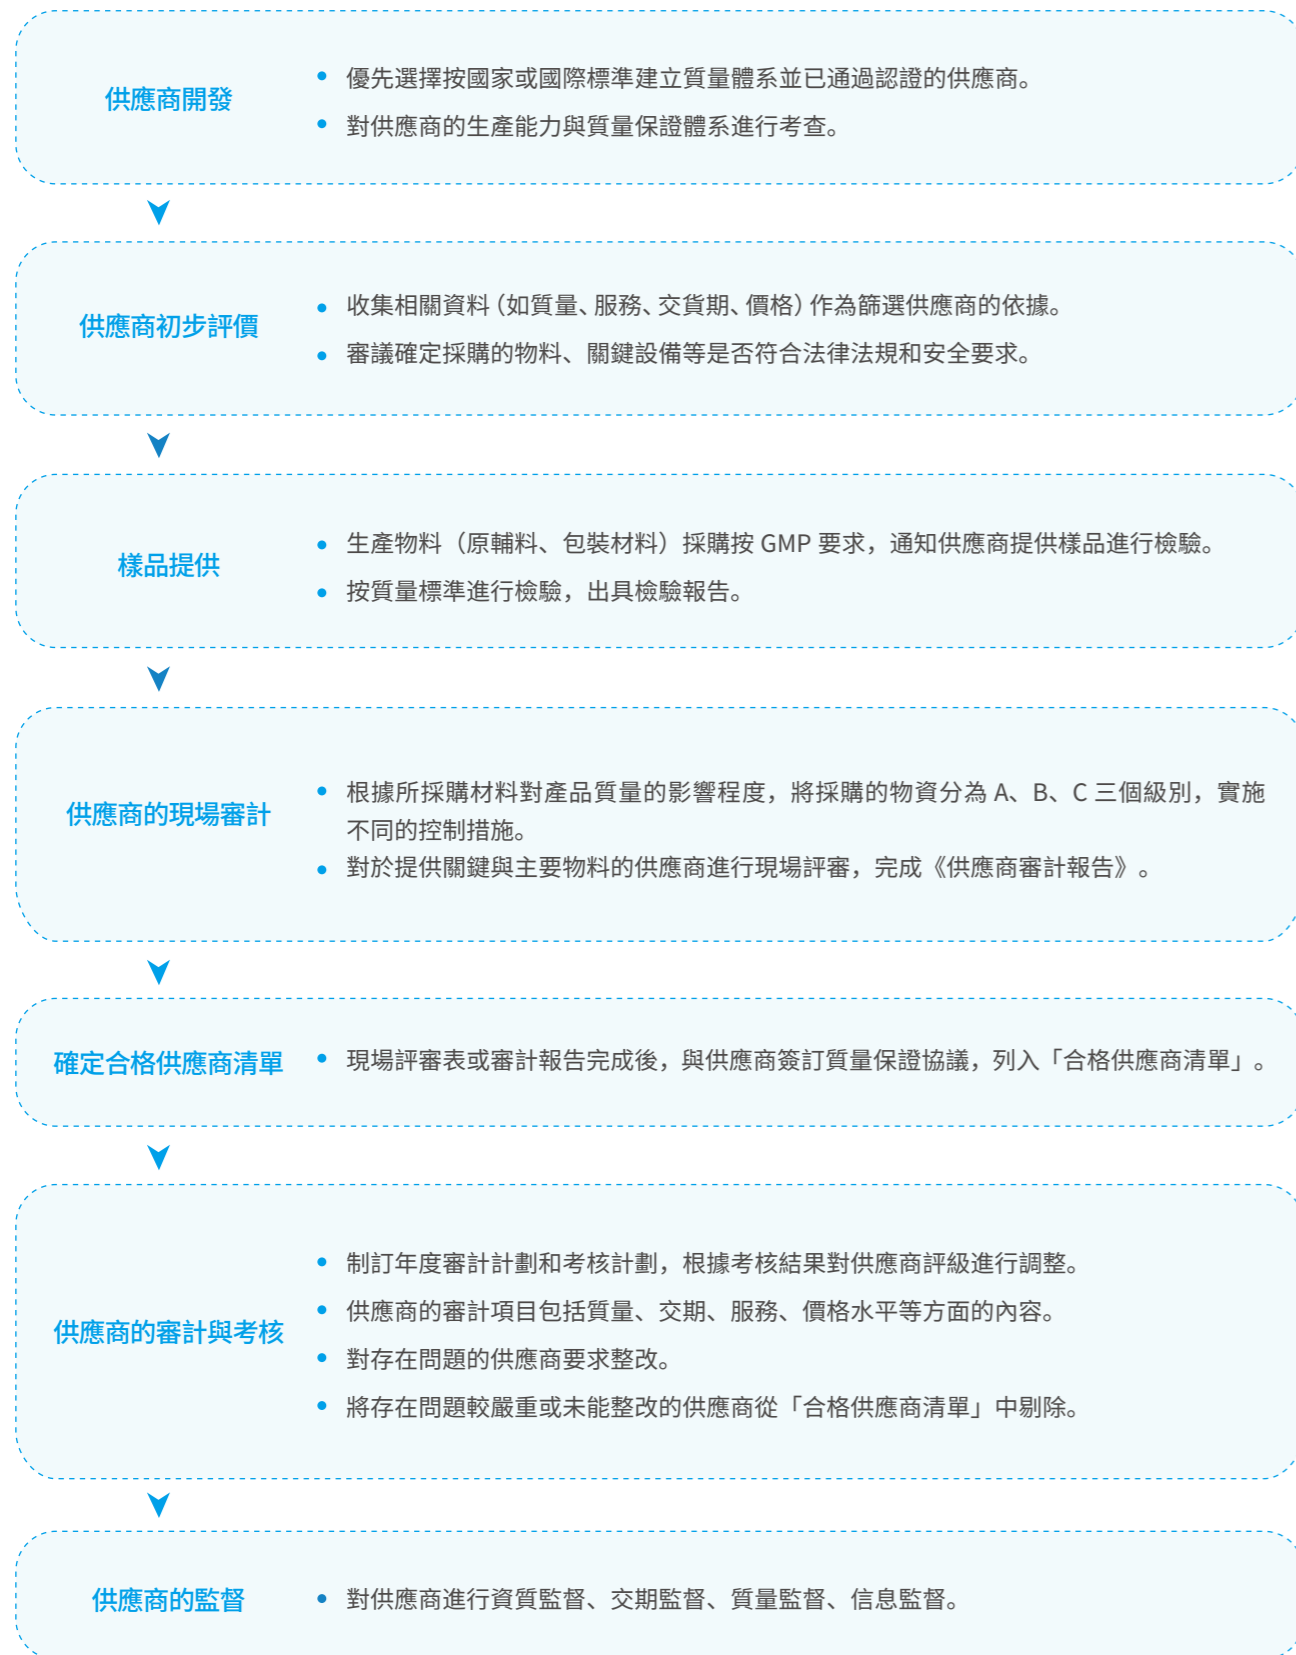 供應商開發
優先選擇按國家或國際標準建立質量體系並已通過認證的供應商。
對供應商的生產能力與質量保證體系進行考查。
供應商初步評價
收集相關資料（如質量、服務、交貨期、價格）作為篩選供應商的依據。
審議確定採購的物料、關鍵設備等是否符合法律法規和安全要求。
樣品提供
生產物料（原輔料、包裝材料）採購按 GMP 要求，通知供應商提供樣品進行檢驗。
按質量標準進行檢驗，出具檢驗報告。
供應商的現場審計
根據所採購材料對產品質量的影響程度，將採購的物資分為 A、B、C 三個級別，實施
不同的控制措施。
對於提供關鍵與主要物料的供應商進行現場評審，完成《供應商審計報告》。
確定合格供應商清單
現場評審表或審計報告完成後，與供應商簽訂質量保證協議，列入「合格供應商清單」。
供應商的審計與考核
制訂年度審計計劃和考核計劃，根據考核結果對供應商評級進行調整。
供應商的審計項目包括質量、交期、服務、價格水平等方面的內容。
對存在問題的供應商要求整改。
將存在問題較嚴重或未能整改的供應商從「合格供應商清單」中剔除。
供應商的監督
對供應商進行資質監督、交期監督、質量監督、信息監督。